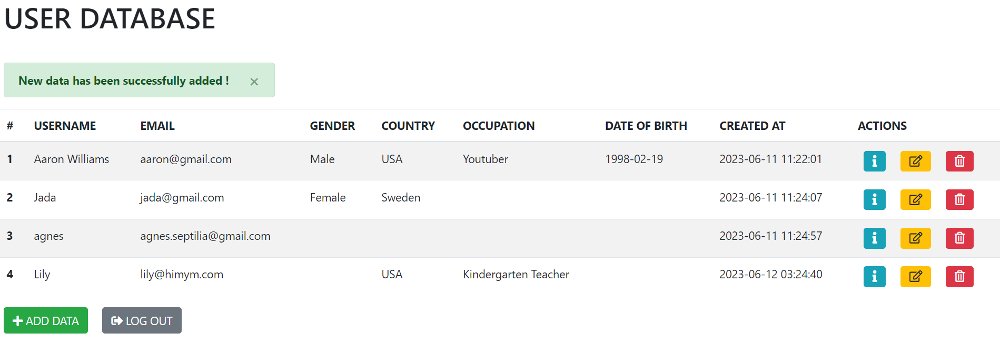 USER DATABASE
New data has been successfully added ! ×
# USERNAME EMAIL GENDER COUNTRY OCCUPATION DATE OF BIRTH CREATED AT ACTIONS
1 Aaron Williams aaron@gmail.com Male USA Youtuber 1998-02-19 2023-06-11 11:22:01
2 Jada jada@gmail.com Female Sweden 2023-06-11 11:24:07
3 agnes agnes.septilia@gmail.com 2023-06-11 11:24:57
4 Lily lily@himym.com USA Kindergarten Teacher 2023-06-12 03:24:40
ADD DATA LOG OUT